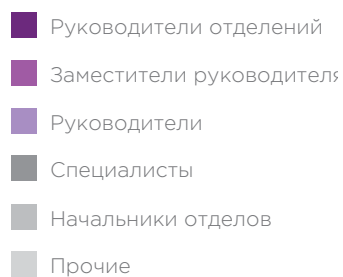 Руководители отделений
Заместители руководителя
Руководители
Специалисты
Начальники отделов
Прочие